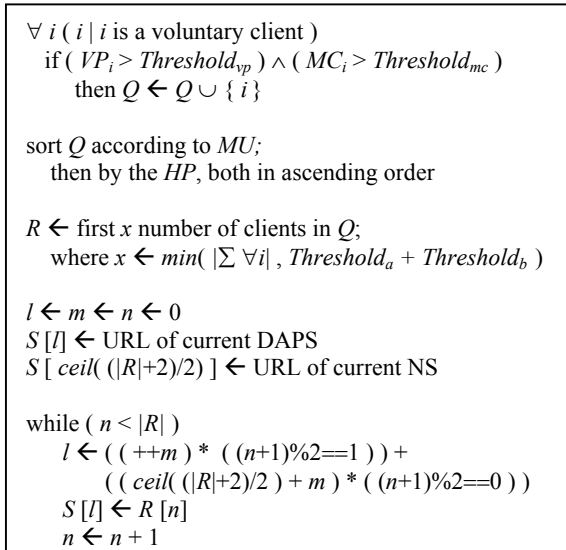 ∀ i ( i | i is a voluntary client )
if ( VPᵢ > Threshold_vp ) ∧ ( MCᵢ > Threshold_mc )
then Q ← Q ∪ { i }
sort Q according to MU;
then by the HP, both in ascending order
R ← first x number of clients in Q;
where x ← min( |∑ ∀i| , Threshold_a + Threshold_b )
l ← m ← n ← 0
S [l] ← URL of current DAPS
S [ ceil( (|R|+2)/2) ] ← URL of current NS
while ( n < |R| )
l ← ( ( ++m ) * ( (n+1)%2==1 ) ) +
( ( ceil( (|R|+2)/2 ) + m ) * ( (n+1)%2==0 ) )
S [l] ← R [n]
n ← n + 1